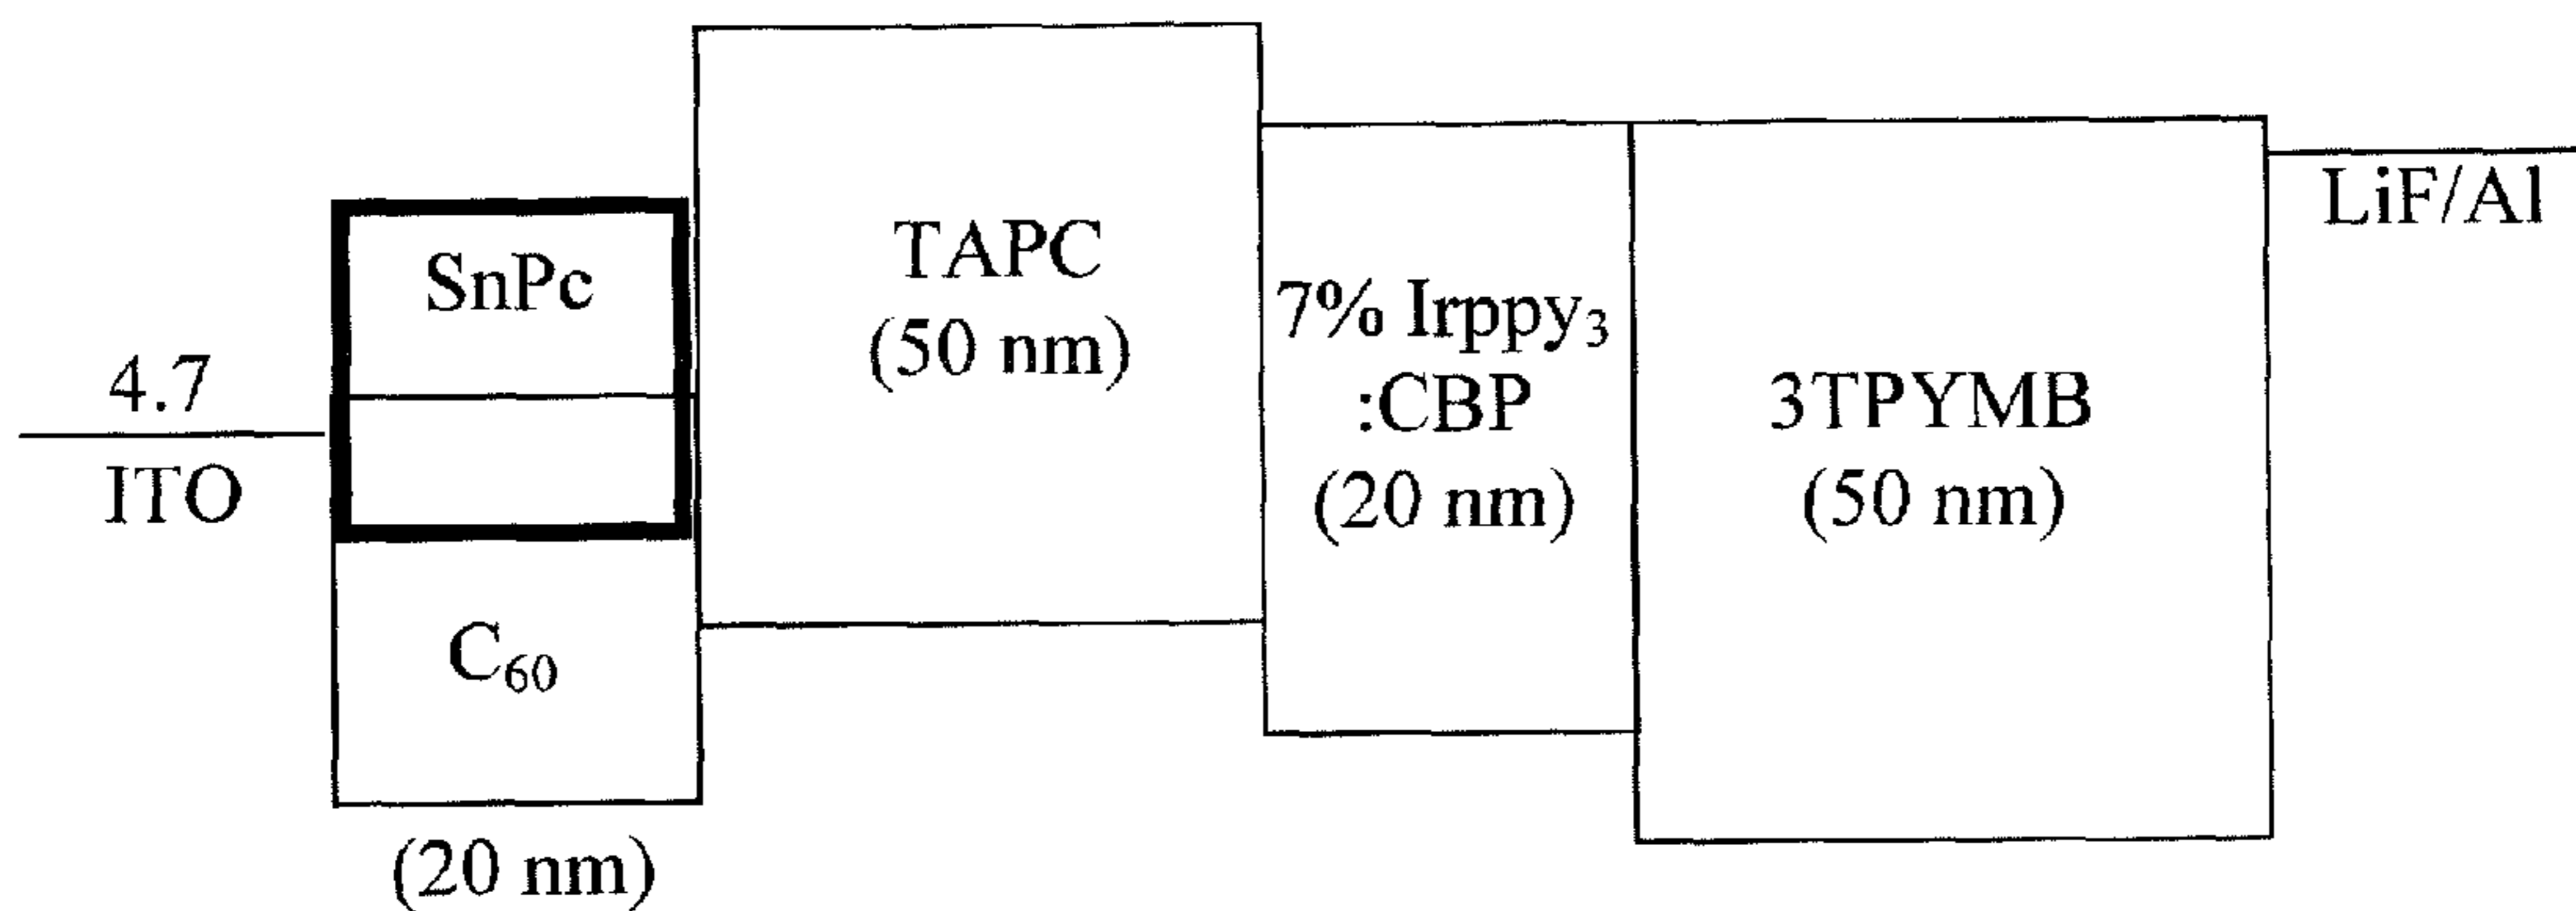 4.7
ITO
SnPc
C₆₀
(20 nm)
TAPC
(50 nm)
7% Irppy₃
:CBP
(20 nm)
3TPYMB
(50 nm)
LiF/Al